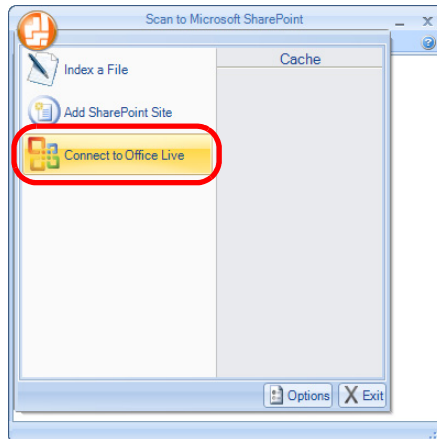 Scan to Microsoft SharePoint
Index a File
Cache
Add SharePoint Site
Connect to Office Live
Options
Exit